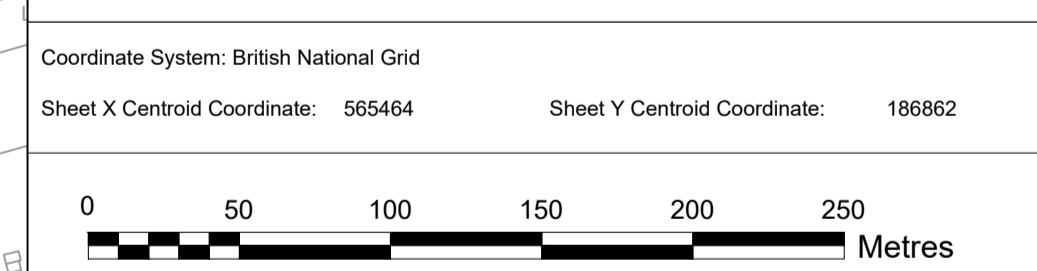 Coordinate System: British National Grid
Sheet X Centroid Coordinate: 565464 Sheet Y Centroid Coordinate: 186862
0 50 100 150 200 250
Metres